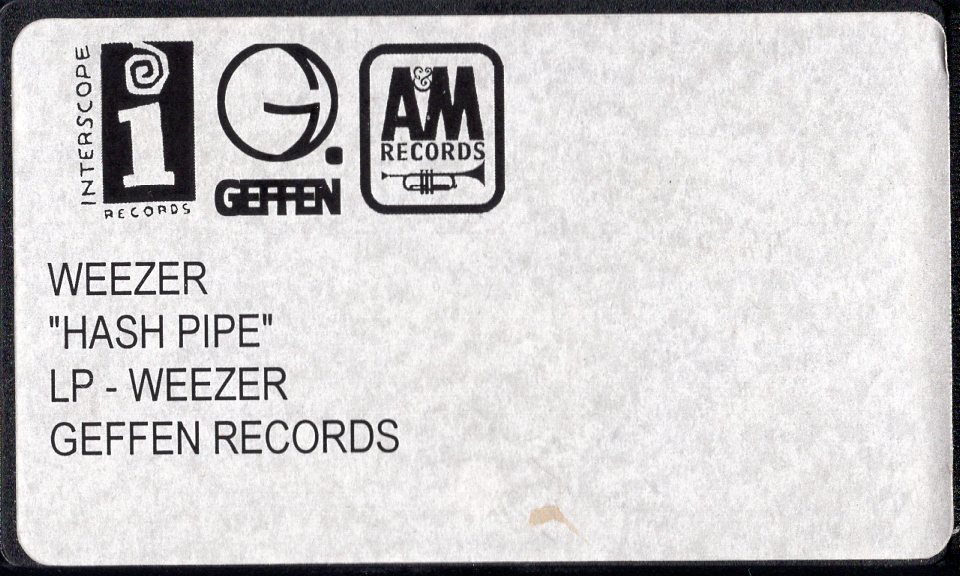 INTERSCOPE
i
RECORDS
G.
GEFFEN
A&M
RECORDS
WEEZER
"HASH PIPE"
LP - WEEZER
GEFFEN RECORDS